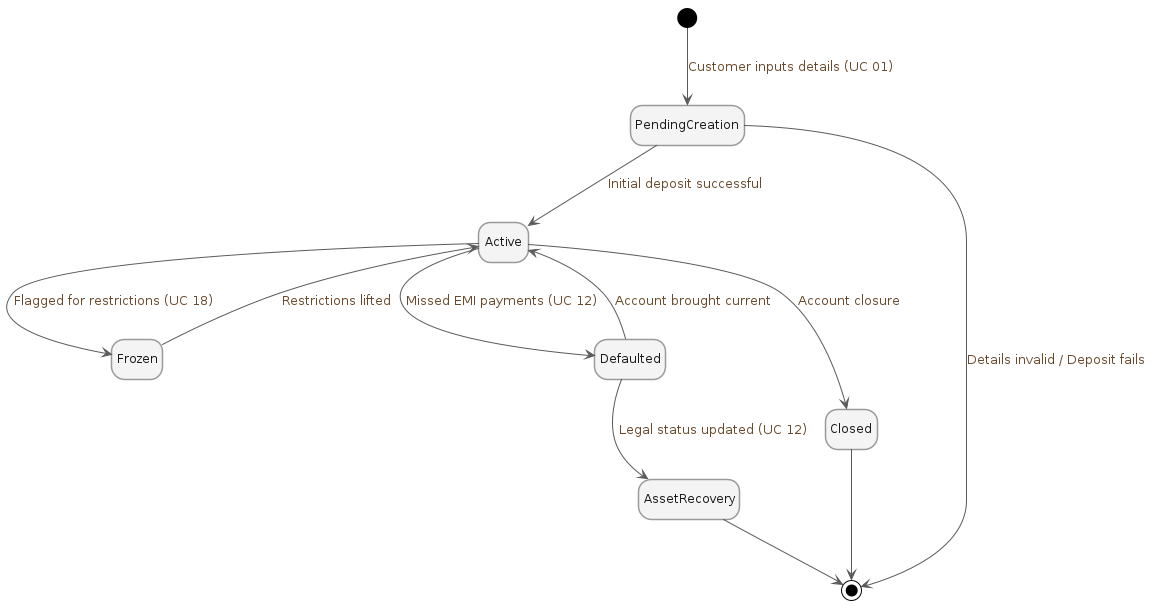 Customer inputs details (UC 01)
PendingCreation
Initial deposit successful
Active
Flagged for restrictions (UC 18)
Restrictions lifted
Missed EMI payments (UC 12)
Account brought current
Account closure
Frozen
Defaulted
Details invalid / Deposit fails
Legal status updated (UC 12)
Closed
AssetRecovery